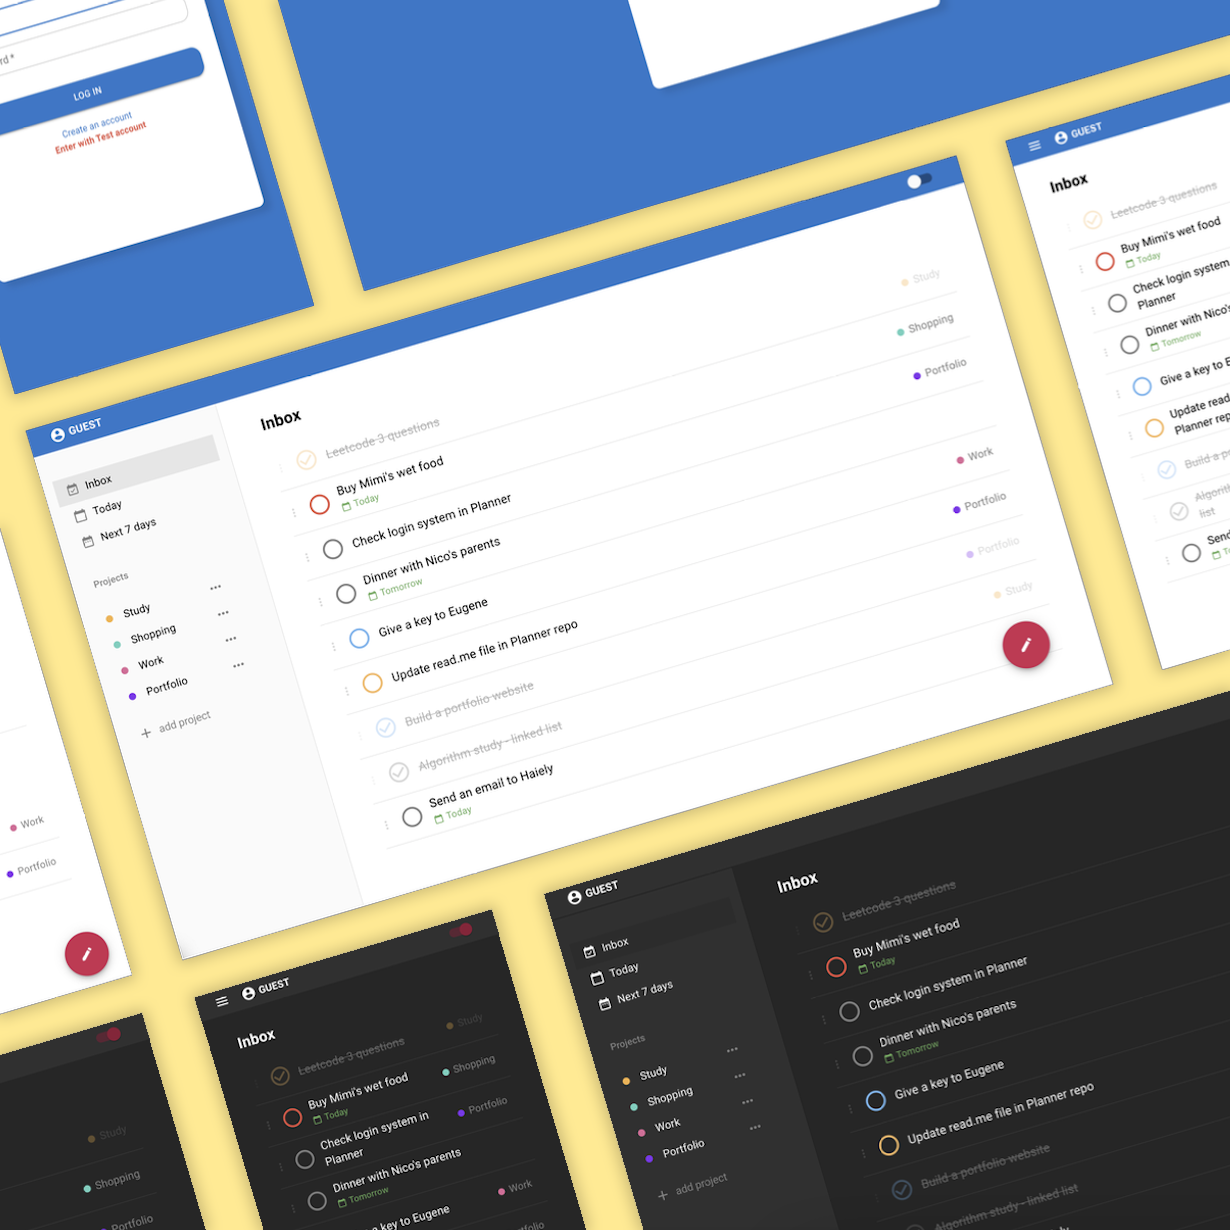 rd *
LOG IN
Create an account
Enter with Test account
GUEST
Inbox
Today
Next 7 days
Projects
Study
Shopping
Work
Portfolio
add project
Inbox
Leetcode 3 questions
Study
Buy Mimi's wet food
Today
Shopping
Check login system in Planner
Portfolio
Dinner with Nico's parents
Tomorrow
Give a key to Eugene
Work
Update read.me file in Planner repo
Portfolio
Build a portfolio website
Portfolio
Algorithm study - linked list
Study
Send an email to Haiely
Today
GUEST
Inbox
Leetcode 3 questions
Buy Mimi's wet food
Today
Check login system
Planner
Dinner with Nico's
Tomorrow
Give a key to E
Update read
Planner rep
Build a p
Algorith
list
Send
T
Work
Portfolio
Study
Shopping
Portfolio
GUEST
Inbox
Leetcode 3 questions
Study
Buy Mimi's wet food
Today
Shopping
Check login system in
Planner
Portfolio
Dinner with Nico's parents
Tomorrow
a key to Eugene
Work
tfolio
GUEST
Inbox
Today
Next 7 days
Projects
Study
Shopping
Work
Portfolio
add project
Inbox
Leetcode 3 questions
Buy Mimi's wet food
Today
Check login system in Planner
Dinner with Nico's parents
Tomorrow
Give a key to Eugene
Update read.me file in Planner repo
Build a portfolio website
Algorithm study - linked list